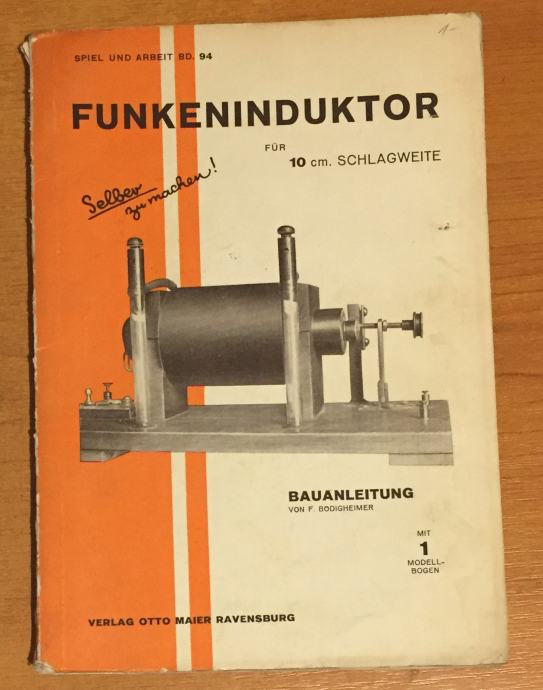 SPIEL UND ARBEIT BD. 94
FUNKENINDUKTOR
FÜR
10 cm. SCHLAGWEITE
Selber
zu machen!
BAUANLEITUNG
VON F. BODIGHEIMER
MIT
1
MODELL-
BOGEN
VERLAG OTTO MAIER RAVENSBURG